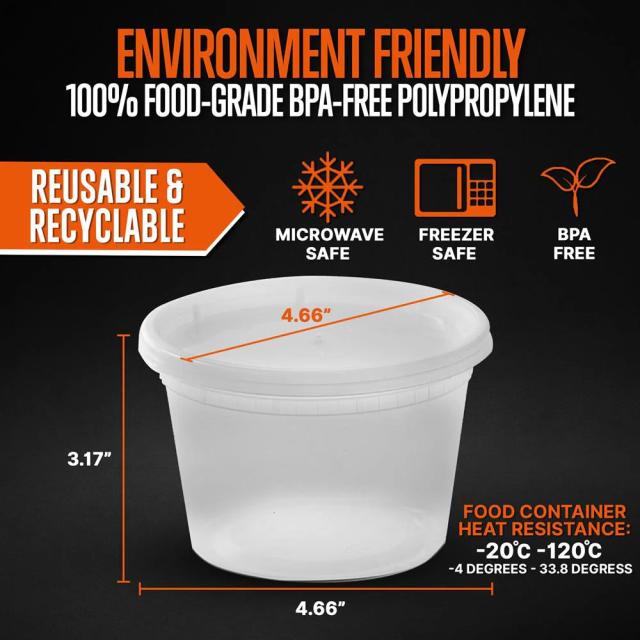 ENVIRONMENT FRIENDLY
100% FOOD-GRADE BPA-FREE POLYPROPYLENE
REUSABLE &
RECYCLABLE
MICROWAVE
SAFE
FREEZER
SAFE
BPA
FREE
4.66”
3.17”
4.66”
FOOD CONTAINER
HEAT RESISTANCE:
-20°C -120°C
-4 DEGREES - 33.8 DEGRESS